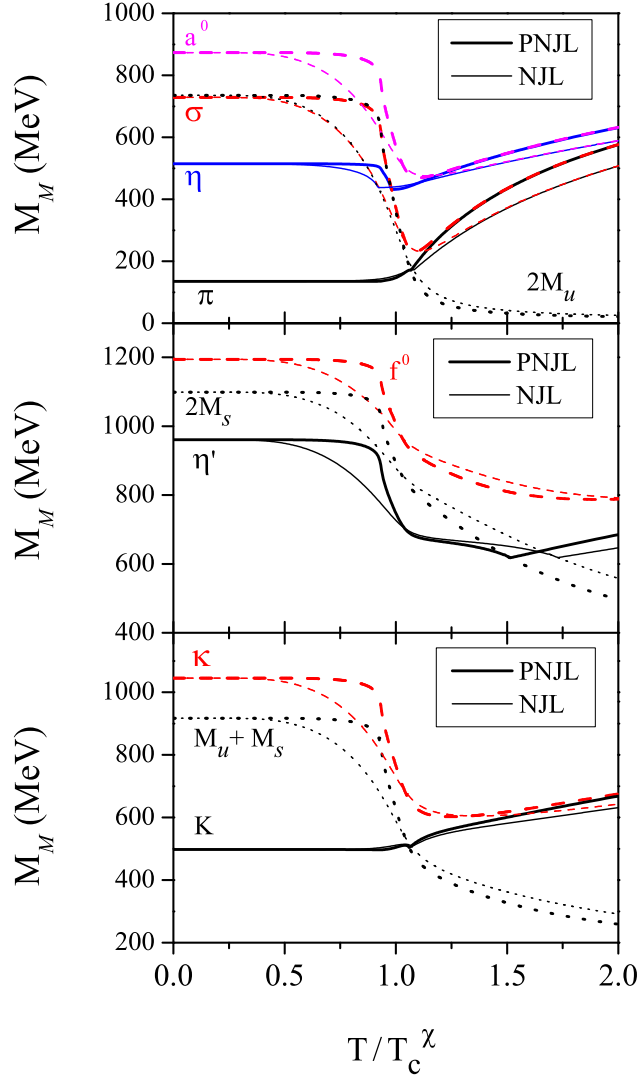 1000
a⁰
PNJL
NJL
800
σ
M_M (MeV)
600
η
400
200
π
2M_u
0
1200
f⁰
PNJL
NJL
2M_s
1000
η'
M_M (MeV)
800
600
400
κ
PNJL
NJL
1000
M_u + M_s
800
M_M (MeV)
600
K
400
200
0.0 0.5 1.0 1.5 2.0
T / T_c^χ